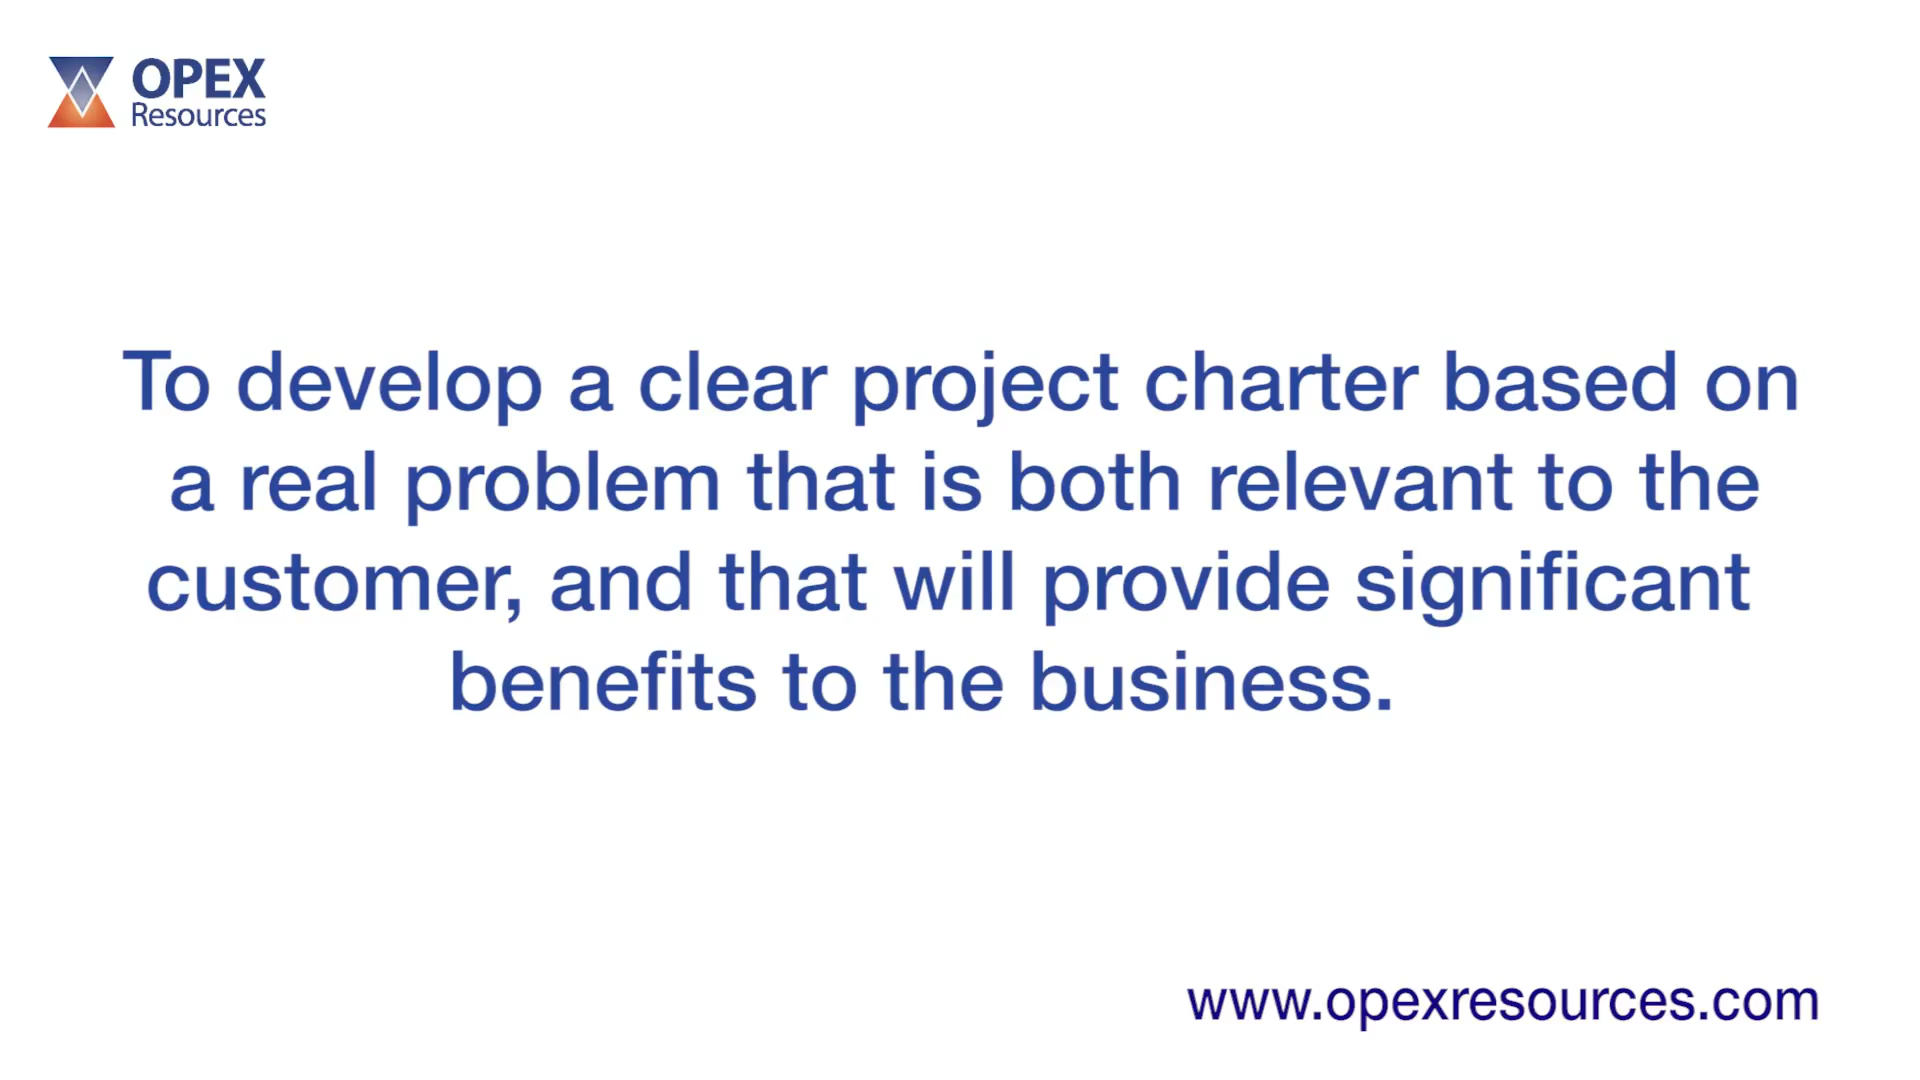 OPEX
Resources
To develop a clear project charter based on
a real problem that is both relevant to the
customer, and that will provide significant
benefits to the business.
www.opexresources.com